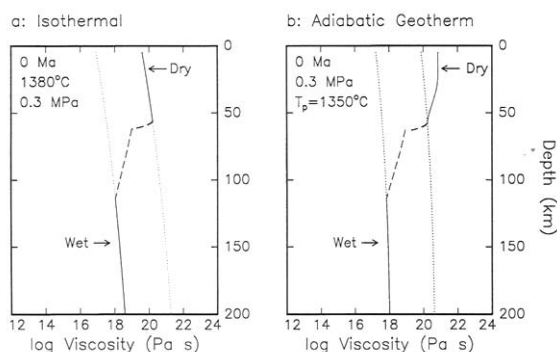 a: Isothermal
b: Adiabatic Geotherm
0 Ma
1380°C
0.3 MPa
Dry
Wet
0 Ma
0.3 MPa
Tp=1350°C
Dry
Wet
0
50
100
150
200
0
50
100
150
200
Depth (km)
12 14 16 18 20 22 24
12 14 16 18 20 22 24
log Viscosity (Pa s)
log Viscosity (Pa s)